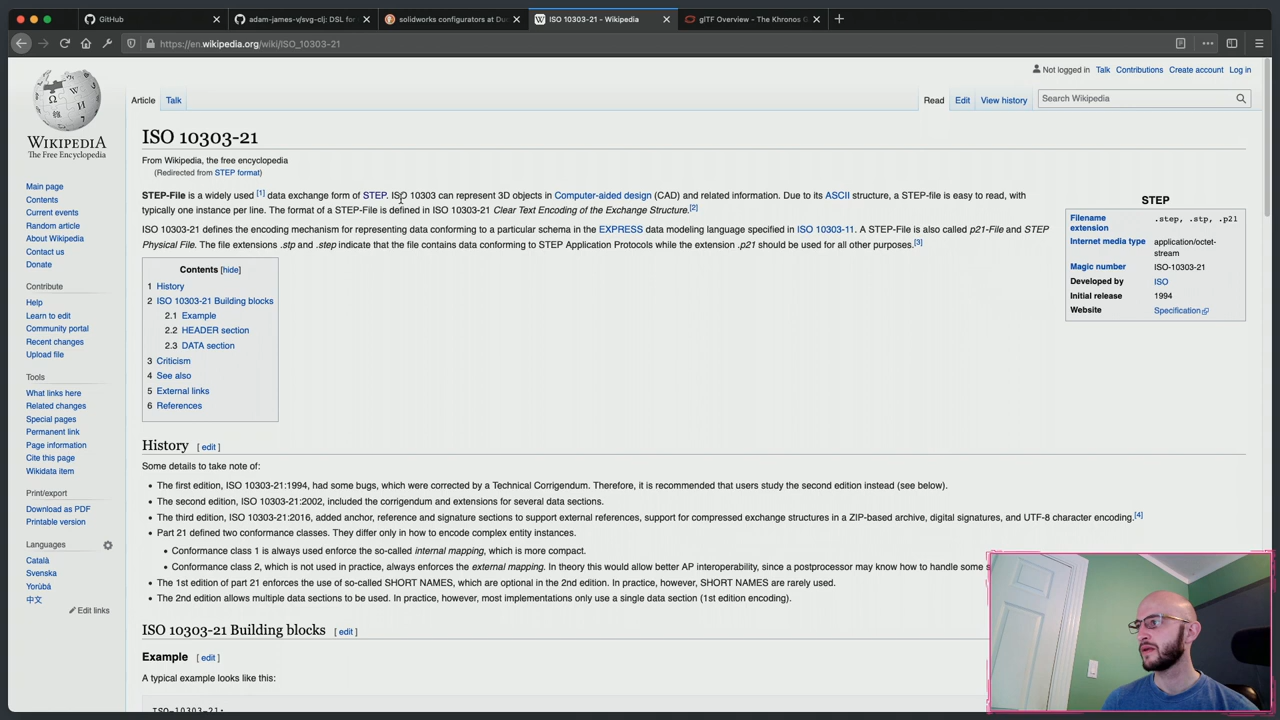 GitHub
adam-james-v/svg-clj: DSL for
solidworks configurators at Du
ISO 10303-21 - Wikipedia
glTF Overview - The Khronos G
https://en.wikipedia.org/wiki/ISO_10303-21
Not logged in Talk Contributions Create account Log in
Article Talk
Read Edit View history
Search Wikipedia
WIKIPEDIA
The Free Encyclopedia
Main page
Contents
Current events
Random article
About Wikipedia
Contact us
Donate
Contribute
Help
Learn to edit
Community portal
Recent changes
Upload file
Tools
What links here
Related changes
Special pages
Permanent link
Page information
Cite this page
Wikidata item
Print/export
Download as PDF
Printable version
Languages
Català
Svenska
Yorùbá
中文
Edit links
ISO 10303-21
From Wikipedia, the free encyclopedia
(Redirected from STEP format)
STEP-File is a widely used [1] data exchange form of STEP. ISO 10303 can represent 3D objects in Computer-aided design (CAD) and related information. Due to its ASCII structure, a STEP-file is easy to read, with
typically one instance per line. The format of a STEP-File is defined in ISO 10303-21 Clear Text Encoding of the Exchange Structure.[2]
ISO 10303-21 defines the encoding mechanism for representing data conforming to a particular schema in the EXPRESS data modeling language specified in ISO 10303-11. A STEP-File is also called p21-File and STEP
Physical File. The file extensions .stp and .step indicate that the file contains data conforming to STEP Application Protocols while the extension .p21 should be used for all other purposes.[3]
STEP
Filename extension .step, .stp, .p21
Internet media type application/octet-stream
Magic number ISO-10303-21
Developed by ISO
Initial release 1994
Website Specification
Contents [hide]
1 History
2 ISO 10303-21 Building blocks
2.1 Example
2.2 HEADER section
2.3 DATA section
3 Criticism
4 See also
5 External links
6 References
History [ edit ]
Some details to take note of:
The first edition, ISO 10303-21:1994, had some bugs, which were corrected by a Technical Corrigendum. Therefore, it is recommended that users study the second edition instead (see below).
The second edition, ISO 10303-21:2002, included the corrigendum and extensions for several data sections.
The third edition, ISO 10303-21:2016, added anchor, reference and signature sections to support external references, support for compressed exchange structures in a ZIP-based archive, digital signatures, and UTF-8 character encoding.[4]
Part 21 defined two conformance classes. They differ only in how to encode complex entity instances.
Conformance class 1 is always used enforce the so-called internal mapping, which is more compact.
Conformance class 2, which is not used in practice, always enforces the external mapping. In theory this would allow better AP interoperability, since a postprocessor may know how to handle some s
The 1st edition of part 21 enforces the use of so-called SHORT NAMES, which are optional in the 2nd edition. In practice, however, SHORT NAMES are rarely used.
The 2nd edition allows multiple data sections to be used. In practice, however, most implementations only use a single data section (1st edition encoding).
ISO 10303-21 Building blocks [ edit ]
Example [ edit ]
A typical example looks like this:
ISO-10303-21;